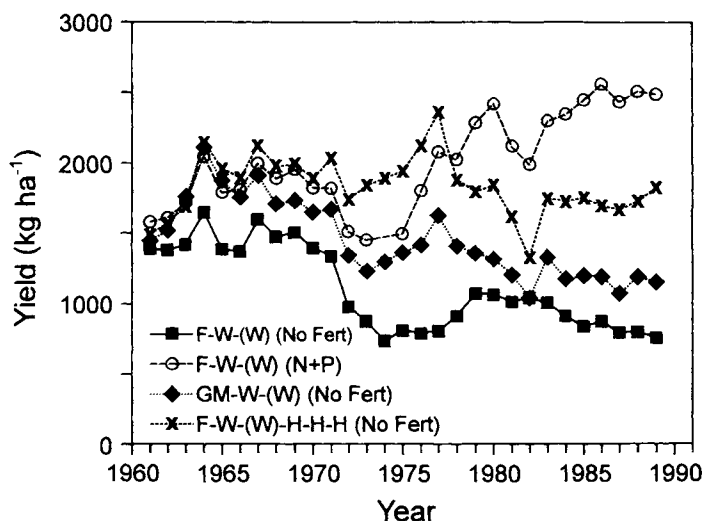 3000
2000
1000
0
Yield (kg ha⁻¹)
F-W-(W) (No Fert)
F-W-(W) (N+P)
GM-W-(W) (No Fert)
F-W-(W)-H-H-H (No Fert)
1960 1965 1970 1975 1980 1985 1990
Year